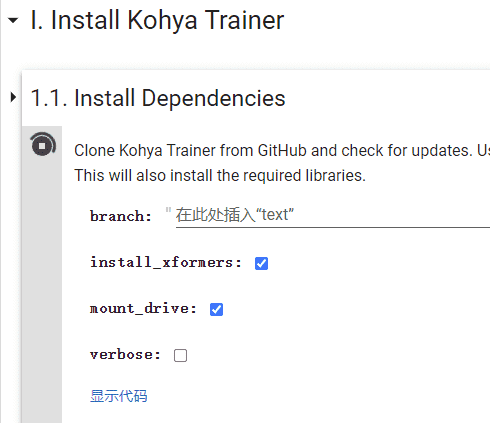 I. Install Kohya Trainer
1.1. Install Dependencies
Clone Kohya Trainer from GitHub and check for updates.
This will also install the required libraries.
branch: " 在此处插入“text”
install_xformers:
mount_drive:
verbose:
显示代码